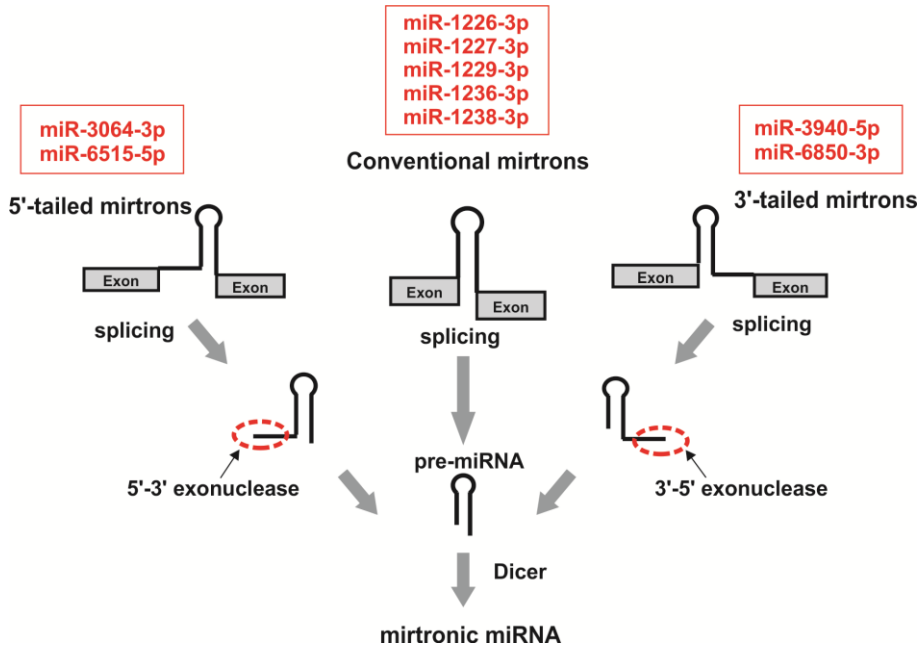 miR-1226-3p
miR-1227-3p
miR-1229-3p
miR-1236-3p
miR-1238-3p
miR-3064-3p
miR-6515-5p
miR-3940-5p
miR-6850-3p
Conventional mirtrons
5'-tailed mirtrons
3'-tailed mirtrons
Exon
Exon
Exon
Exon
Exon
Exon
splicing
splicing
splicing
pre-miRNA
5'-3' exonuclease
3'-5' exonuclease
Dicer
mirtronic miRNA